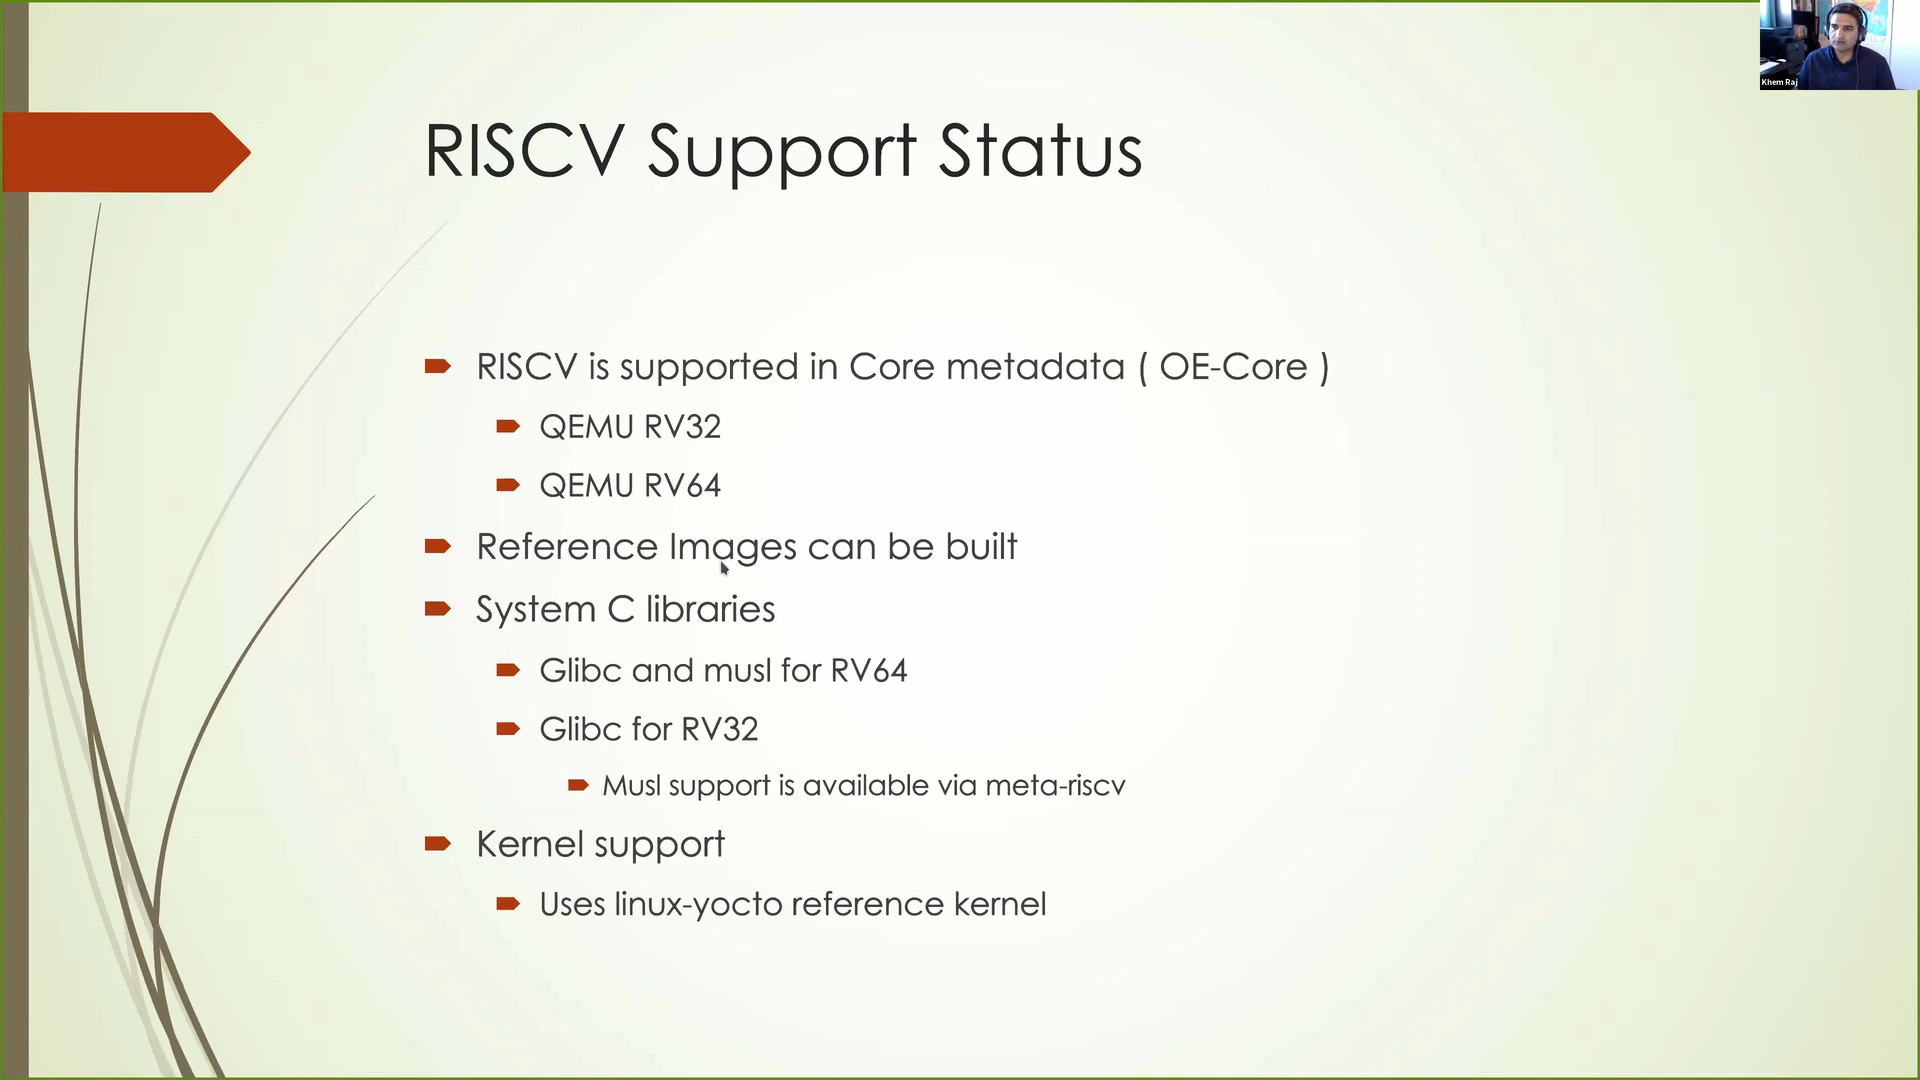 Khem Raj
RISCV Support Status
RISCV is supported in Core metadata ( OE-Core )
QEMU RV32
QEMU RV64
Reference Images can be built
System C libraries
Glibc and musl for RV64
Glibc for RV32
Musl support is available via meta-riscv
Kernel support
Uses linux-yocto reference kernel